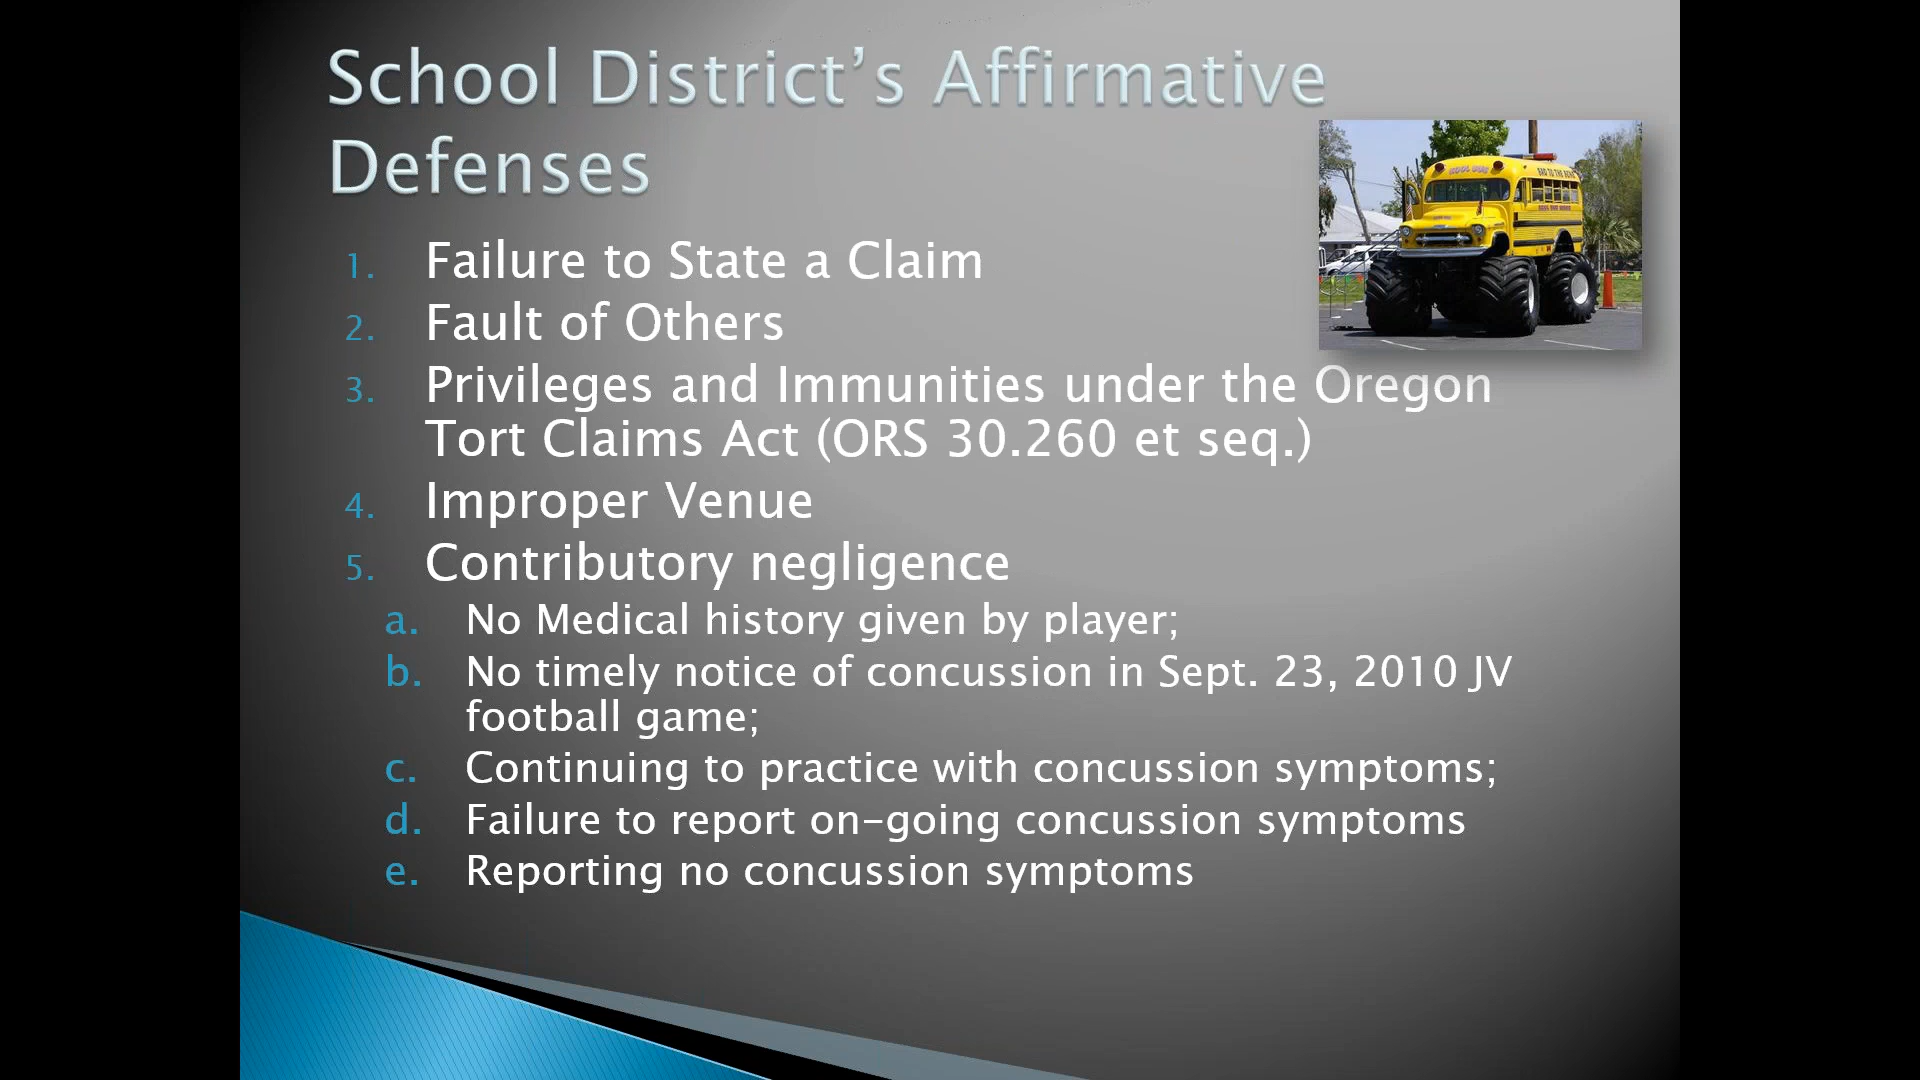 School District's Affirmative
Defenses
1. Failure to State a Claim
2. Fault of Others
3. Privileges and Immunities under the Oregon
Tort Claims Act (ORS 30.260 et seq.)
4. Improper Venue
5. Contributory negligence
a. No Medical history given by player;
b. No timely notice of concussion in Sept. 23, 2010 JV
football game;
c. Continuing to practice with concussion symptoms;
d. Failure to report on-going concussion symptoms
e. Reporting no concussion symptoms